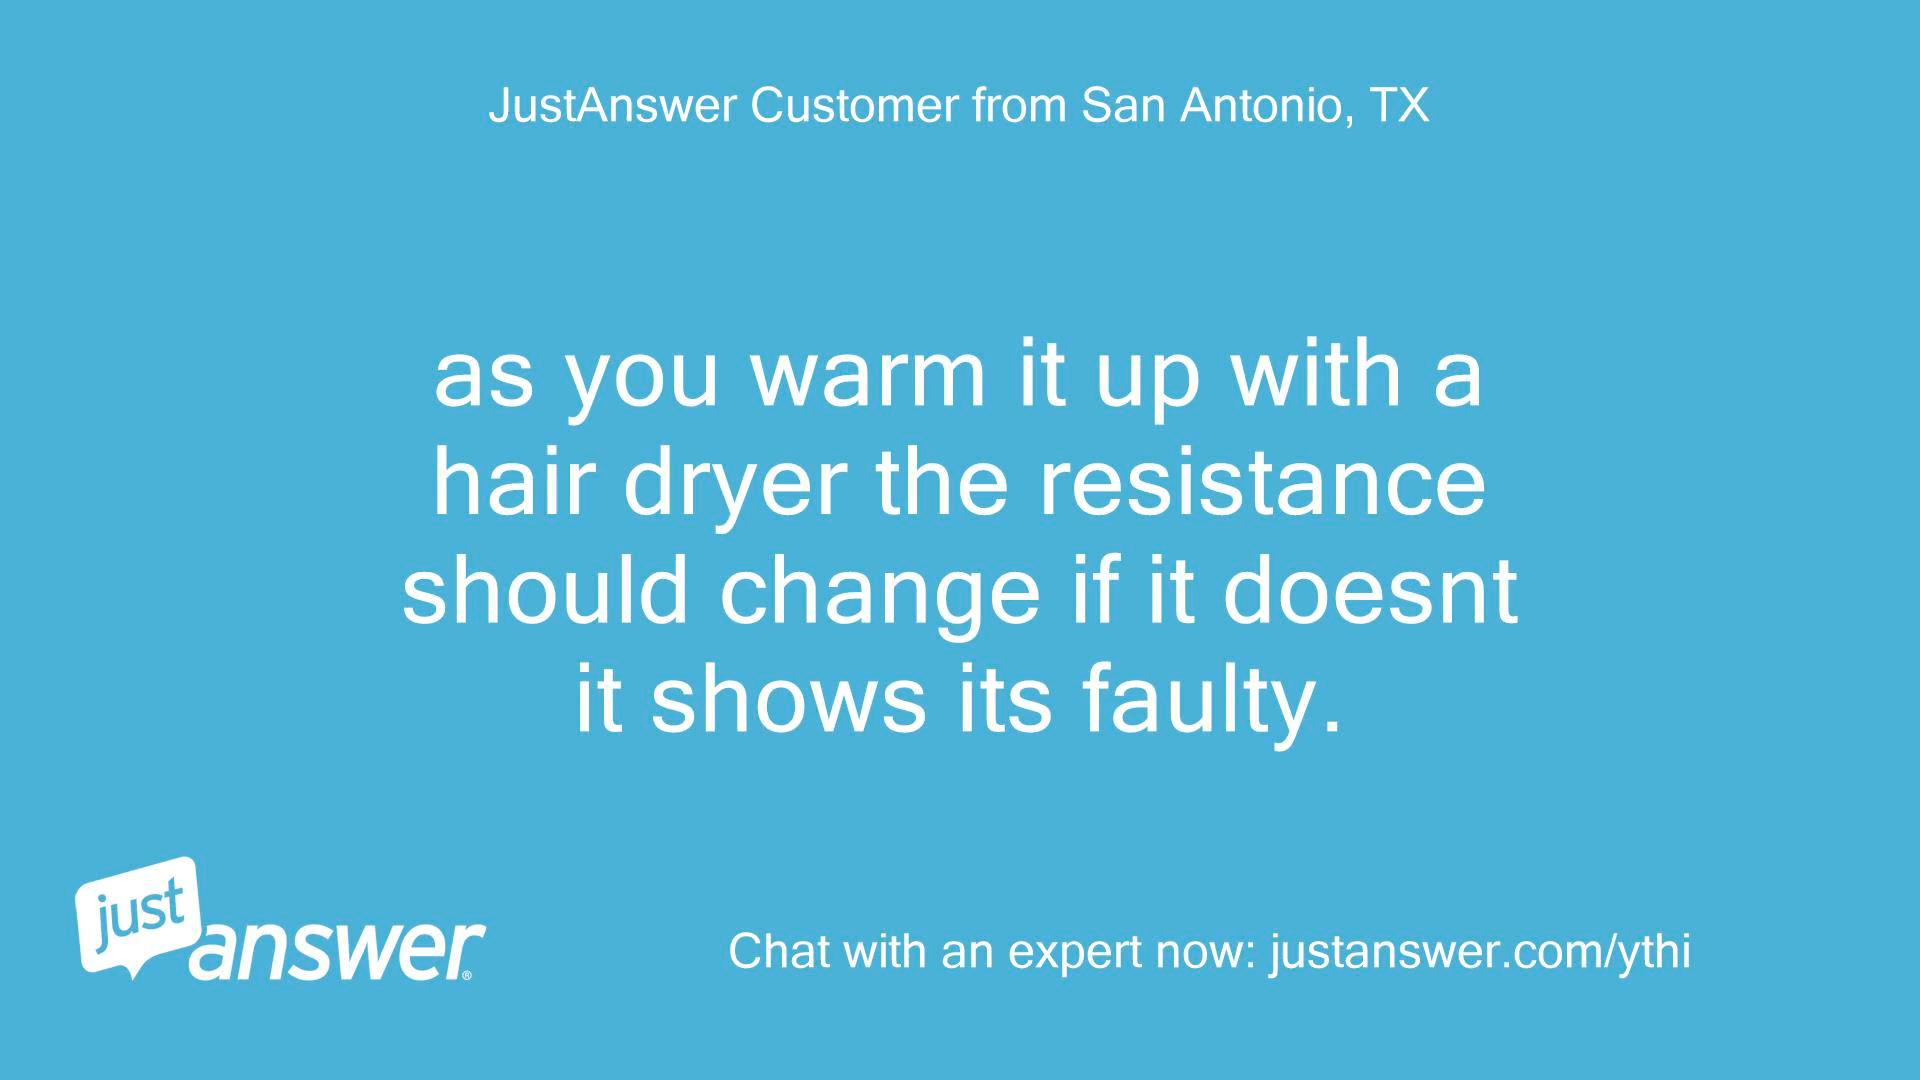 JustAnswer Customer from San Antonio, TX
as you warm it up with a
hair dryer the resistance
should change if it doesnt
it shows its faulty.
just
answer®
Chat with an expert now: justanswer.com/ythi